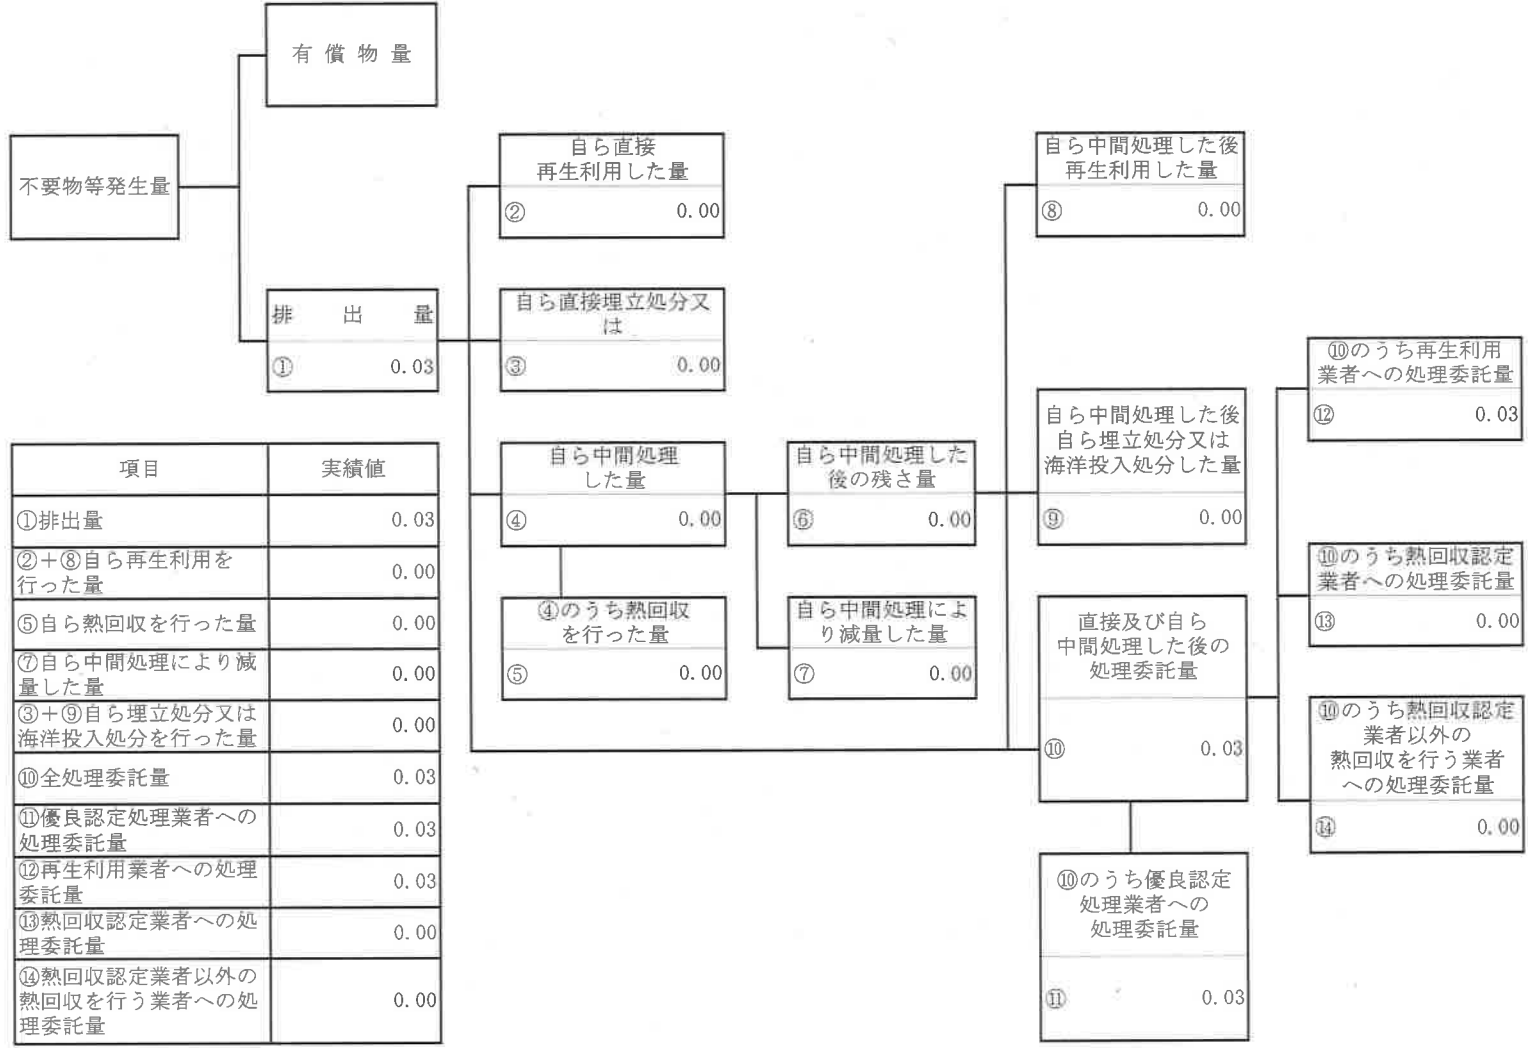 有償物量
不要物等発生量
排出量
① 0.03
自ら直接
再生利用した量
② 0.00
自ら直接埋立処分又
は
③ 0.00
自ら中間処理
した量
④ 0.00
④のうち熱回収
を行った量
⑤ 0.00
自ら中間処理した
後の残さ量
⑥ 0.00
自ら中間処理によ
り減量した量
⑦ 0.00
自ら中間処理した後
再生利用した量
⑧ 0.00
自ら中間処理した後
自ら埋立処分又は
海洋投入処分した量
⑨ 0.00
直接及び自ら
中間処理した後の
処理委託量
⑩ 0.03
⑩のうち優良認定
処理業者への
処理委託量
⑪ 0.03
⑩のうち再生利用
業者への処理委託量
⑫ 0.03
⑩のうち熱回収認定
業者への処理委託量
⑬ 0.00
⑩のうち熱回収認定
業者以外の
熱回収を行う業者
への処理委託量
⑭ 0.00
項目 実績値
①排出量 0.03
②＋⑧自ら再生利用を
行った量 0.00
⑤自ら熱回収を行った量 0.00
⑦自ら中間処理により減
量した量 0.00
③＋⑨自ら埋立処分又は
海洋投入処分を行った量 0.00
⑩全処理委託量 0.03
⑪優良認定処理業者への
処理委託量 0.03
⑫再生利用業者への処理
委託量 0.03
⑬熱回収認定業者への処
理委託量 0.00
⑭熱回収認定業者以外の
熱回収を行う業者への処
理委託量 0.00